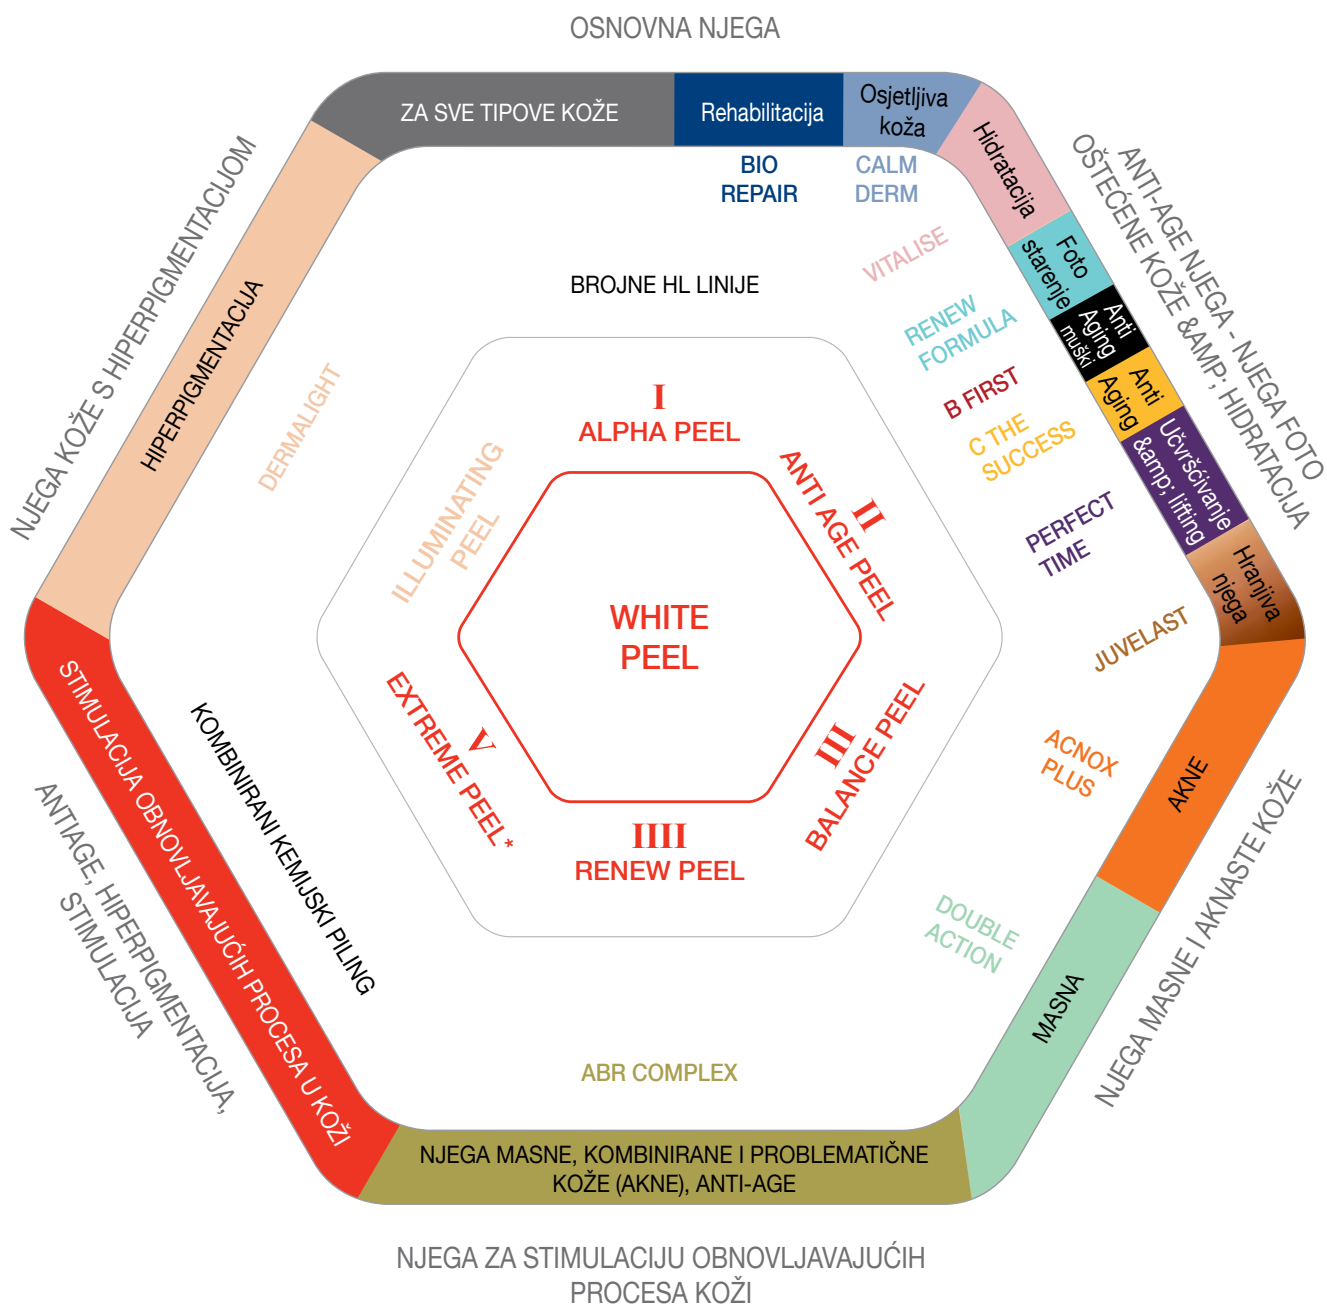 OSNOVNA NJEGA
ZA SVE TIPOVE KOŽE
Rehabilitacija
Osjetljiva
koža
BIO
REPAIR
CALM
DERM
Hidratacija
Foto
starenje
Anti
Aging
muški
Anti
Aging
Učvršćivanje
&amp; lifting
Hranjiva
njega
ANTI-AGE NJEGA - NJEGA FOTO
OŠTEĆENE KOŽE &AMP; HIDRATACIJA
VITALISE
RENEW
FORMULA
B FIRST
C THE
SUCCESS
PERFECT
TIME
JUVELAST
AKNE
ACNOX
PLUS
MASNA
DOUBLE
ACTION
NJEGA MASNE I AKNASTE KOŽE
BROJNE HL LINIJE
I
ALPHA PEEL
II
ANTI AGE PEEL
III
BALANCE PEEL
IIII
RENEW PEEL
V
EXTREME PEEL*
ILLUMINATING
PEEL
WHITE
PEEL
NJEGA KOŽE S HIPERPIGMENTACIJOM
HIPERPIGMENTACIJA
DERMALIGHT
STIMULACIJA OBNOVLJAVAJUĆIH PROCESA U KOŽI
KOMBINIRANI KEMIJSKI PILING
ANTIAGE, HIPERPIGMENTACIJA,
STIMULACIJA
ABR COMPLEX
NJEGA MASNE, KOMBINIRANE I PROBLEMATIČNE
KOŽE (AKNE), ANTI-AGE
NJEGA ZA STIMULACIJU OBNOVLJAVAJUĆIH
PROCESA KOŽI